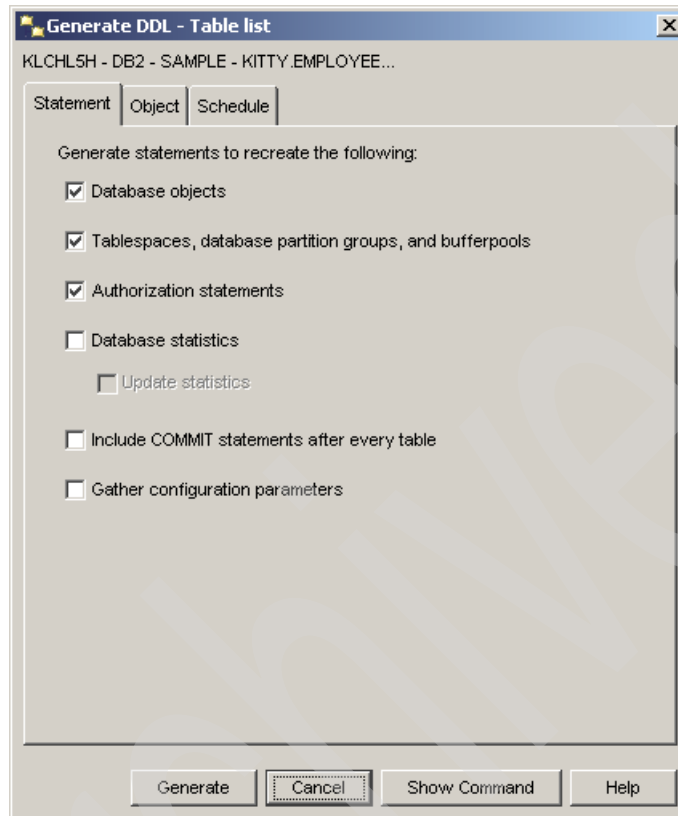 Generate DDL - Table list
KLCHL5H - DB2 - SAMPLE - KITTY.EMPLOYEE...
Statement Object Schedule
Generate statements to recreate the following:
Database objects
Tablespaces, database partition groups, and bufferpools
Authorization statements
Database statistics
Update statistics
Include COMMIT statements after every table
Gather configuration parameters
Generate Cancel Show Command Help